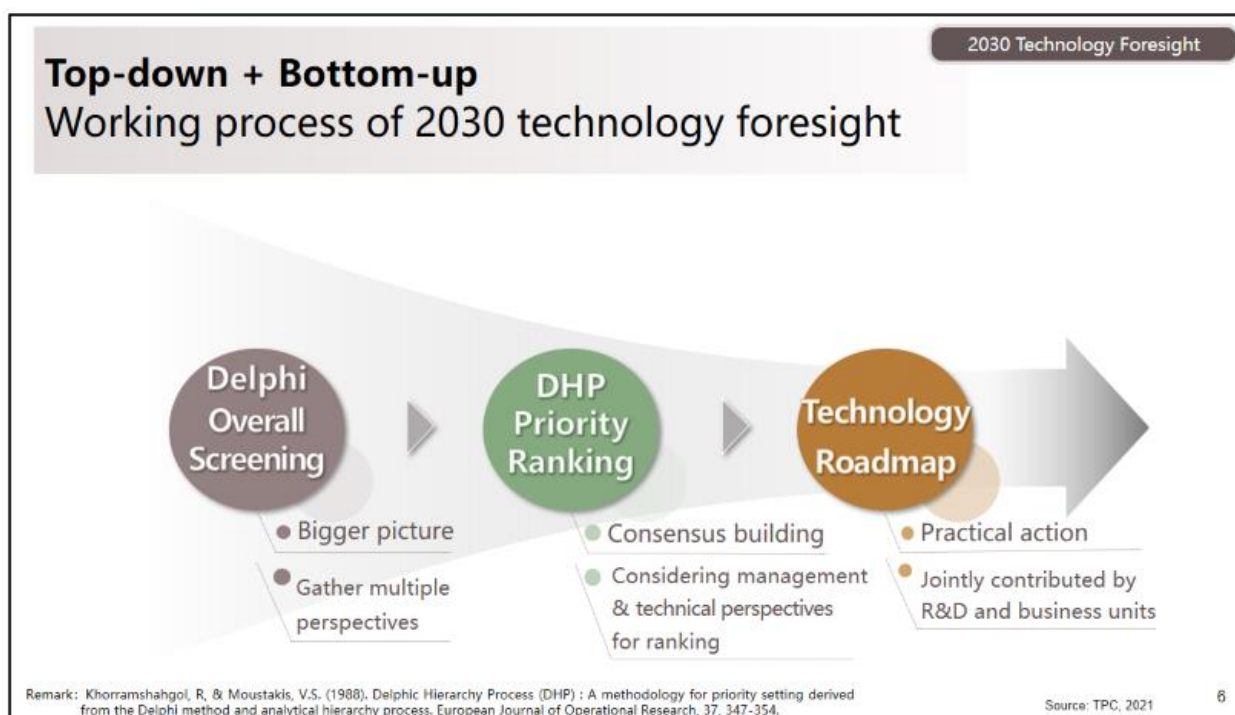 2030 Technology Foresight
Top-down + Bottom-up
Working process of 2030 technology foresight
Delphi
Overall
Screening
Bigger picture
Gather multiple
perspectives
DHP
Priority
Ranking
Consensus building
Considering management
& technical perspectives
for ranking
Technology
Roadmap
Practical action
Jointly contributed by
R&D and business units
Remark: Khorramshahgol, R, & Moustakis, V.S. (1988). Delphic Hierarchy Process (DHP) : A methodology for priority setting derived
from the Delphi method and analytical hierarchy process. European Journal of Operational Research, 37, 347-354.
Source: TPC, 2021
6